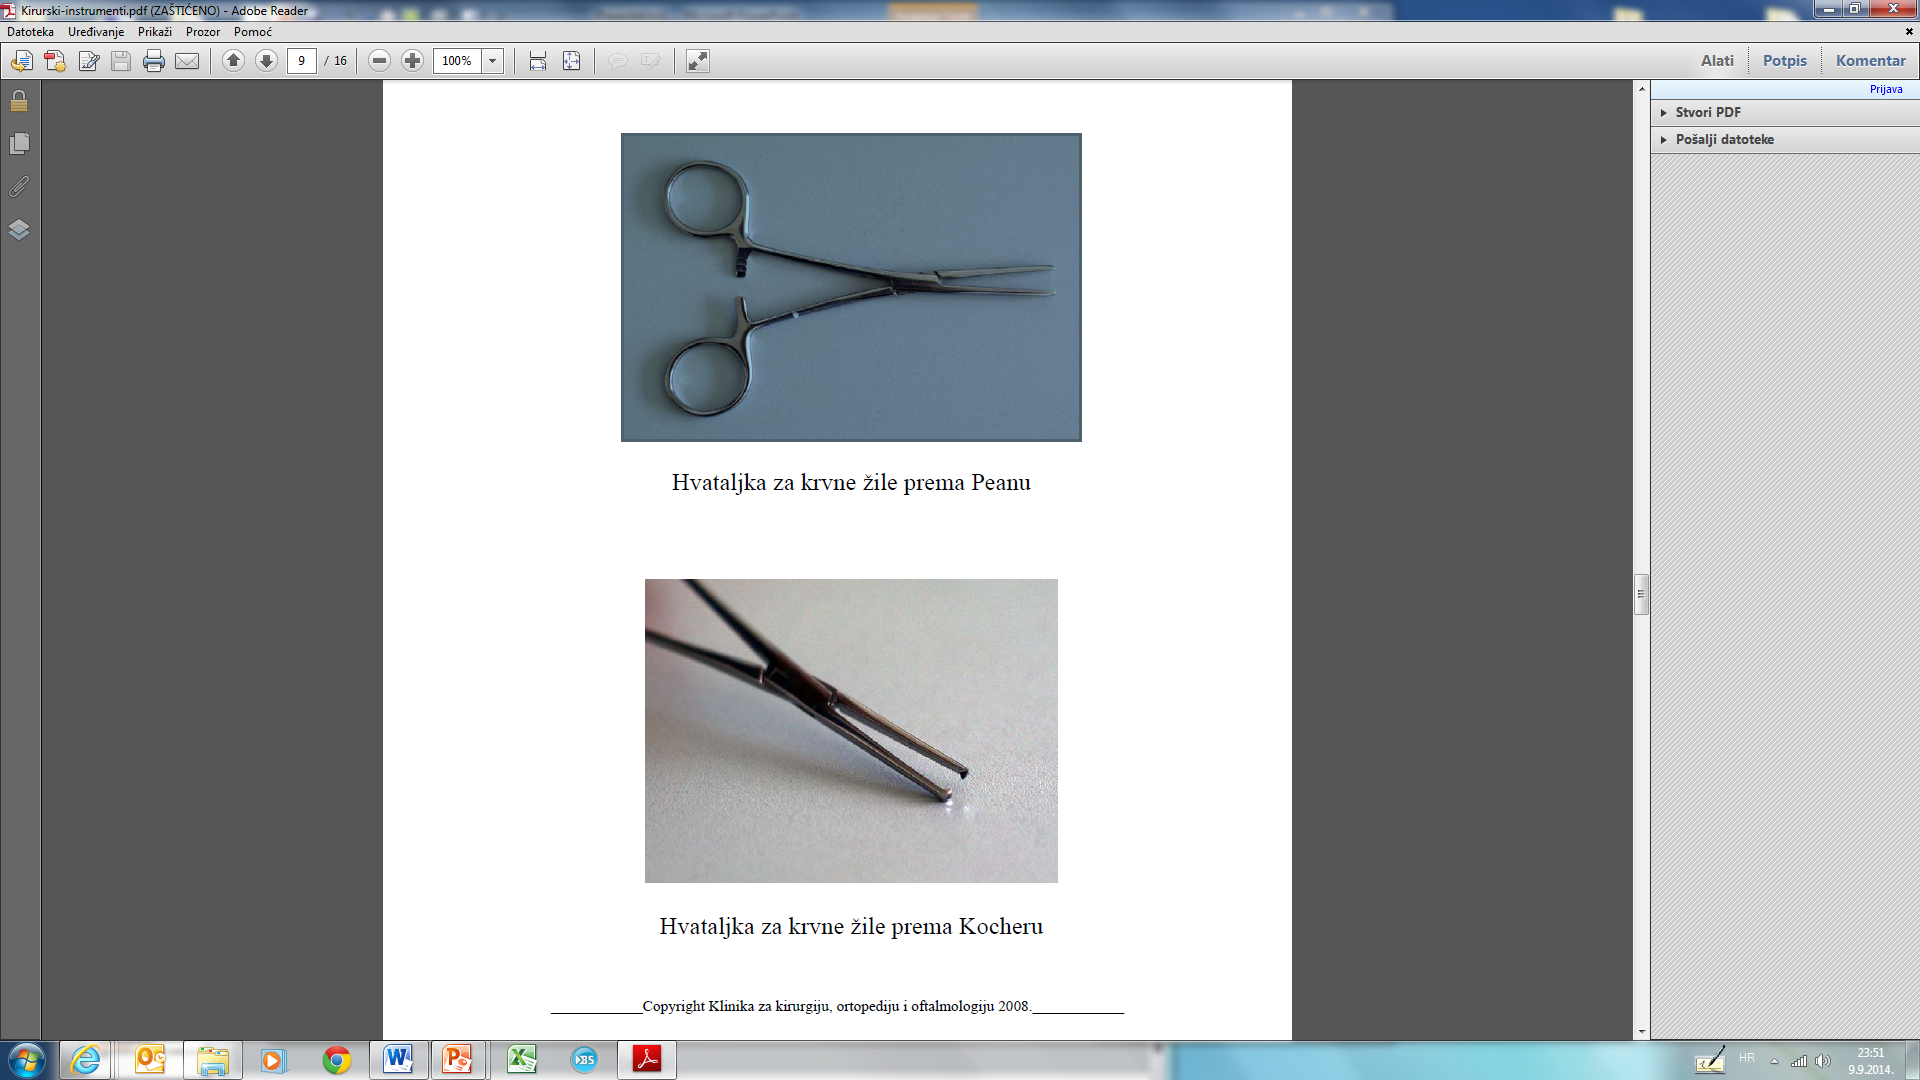 Kirurski-instrumenti.pdf (ZAŠTIĆENO) - Adobe Reader
Datoteka Uređivanje Prikaži Prozor Pomoć
9 / 16 100% Alati Potpis Komentar
Prijava
Stvori PDF
Pošalji datoteke
Hvataljka za krvne žile prema Peanu
Hvataljka za krvne žile prema Kocheru
Copyright Klinika za kirurgiju, ortopediju i oftalmologiju 2008.
HR 23:51
9.9.2014.